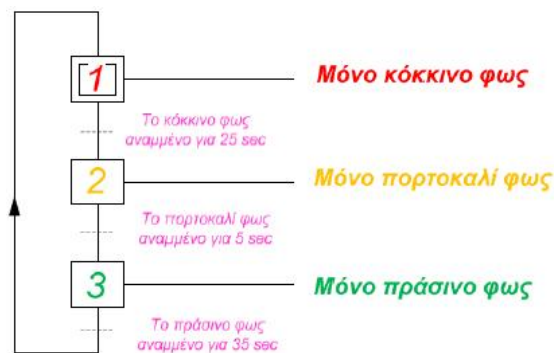 1
Μόνο κόκκινο φως
Το κόκκινο φως
αναμμένο για 25 sec
2
Μόνο πορτοκαλί φως
Το πορτοκαλί φως
αναμμένο για 5 sec
3
Μόνο πράσινο φως
Το πράσινο φως
αναμμένο για 35 sec